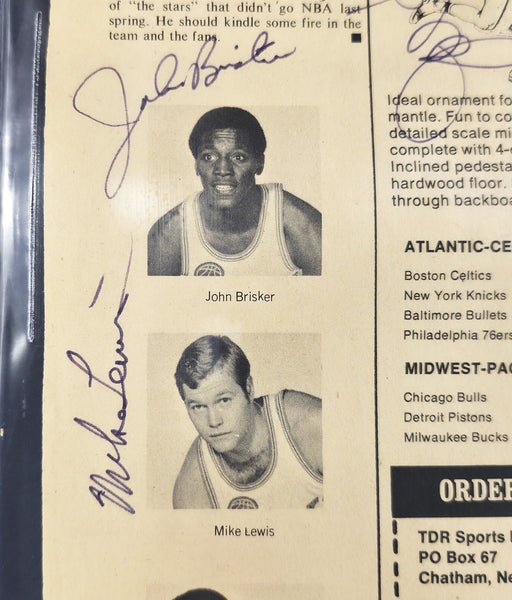 of "the stars" that didn't go NBA last
spring. He should kindle some fire in the
team and the fans.
John Brisker
John Brisker
Mike Lewis
Mike Lewis
Ideal ornament fo
mantle. Fun to co
detailed scale mi
complete with 4-c
Inclined pedesta
hardwood floor.
through backboa
ATLANTIC-CE
Boston Celtics
New York Knicks
Baltimore Bullets
Philadelphia 76ers
MIDWEST-PAC
Chicago Bulls
Detroit Pistons
Milwaukee Bucks
ORDER
TDR Sports
PO Box 67
Chatham, Ne